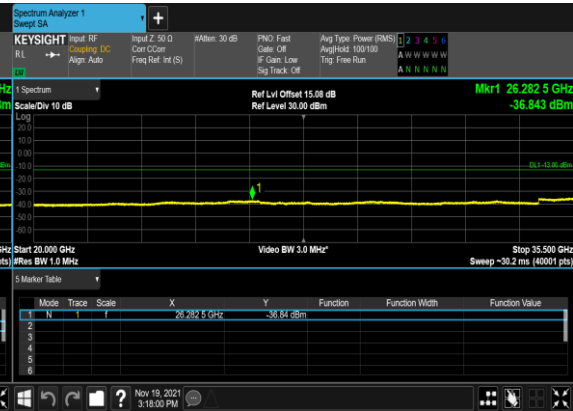 Spectrum Analyzer 1
Swept SA
+
KEYSIGHT
RL
LXI
Input: RF
Coupling: DC
Align: Auto
Input Z: 50 Ω
Corr CCorr
Freq Ref: Int (S)
#Atten: 30 dB
PNO: Fast
Gate: Off
IF Gain: Low
Sig Track: Off
Avg Type: Power (RMS)
Avg|Hold: 100/100
Trig: Free Run
1 2 3 4 5 6
A W W W W W
A N N N N N
Hz
1 Spectrum
Ref Lvl Offset 15.08 dB
Mkr1 26.282 5 GHz
Bm
Scale/Div 10 dB
Ref Level 30.00 dBm
-36.843 dBm
Log
20.0
10.0
0.00
Bm
-10.0
DL1 -13.00 dBm
-20.0
-30.0
1
-40.0
-50.0
-60.0
GHz
Start 20.000 GHz
Video BW 3.0 MHz*
Stop 35.500 GHz
ts)
#Res BW 1.0 MHz
Sweep ~30.2 ms (40001 pts)
5 Marker Table
Mode Trace Scale X Y Function Function Width Function Value
1 N 1 f 26.282 5 GHz -36.84 dBm
2
3
4
5
6
?
Nov 19, 2021
3:18:00 PM